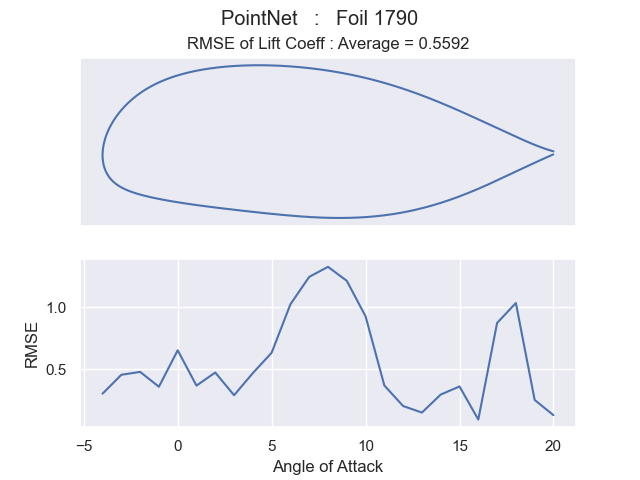 PointNet   :   Foil 1790
RMSE of Lift Coeff : Average = 0.5592
1.0
0.5
RMSE
−5 0 5 10 15 20
Angle of Attack